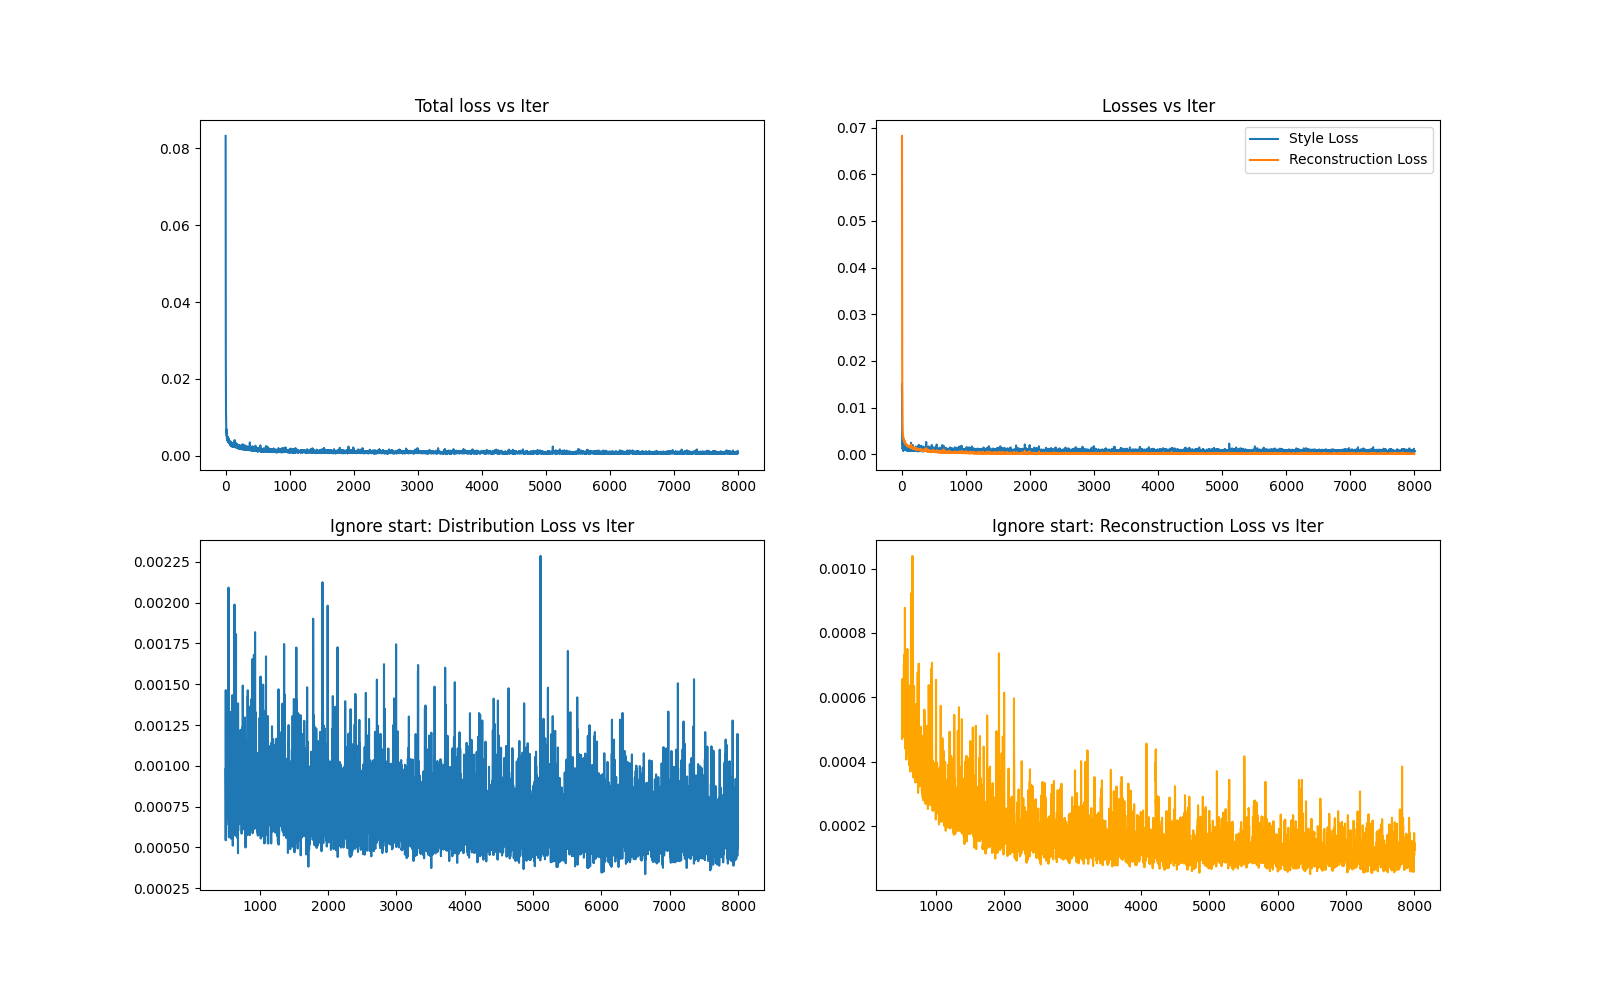 Total loss vs Iter
0.08
0.06
0.04
0.02
0.00
0 1000 2000 3000 4000 5000 6000 7000 8000
Losses vs Iter
Style Loss
Reconstruction Loss
0.07
0.06
0.05
0.04
0.03
0.02
0.01
0.00
0 1000 2000 3000 4000 5000 6000 7000 8000
Ignore start: Distribution Loss vs Iter
0.00225
0.00200
0.00175
0.00150
0.00125
0.00100
0.00075
0.00050
0.00025
1000 2000 3000 4000 5000 6000 7000 8000
Ignore start: Reconstruction Loss vs Iter
0.0010
0.0008
0.0006
0.0004
0.0002
1000 2000 3000 4000 5000 6000 7000 8000